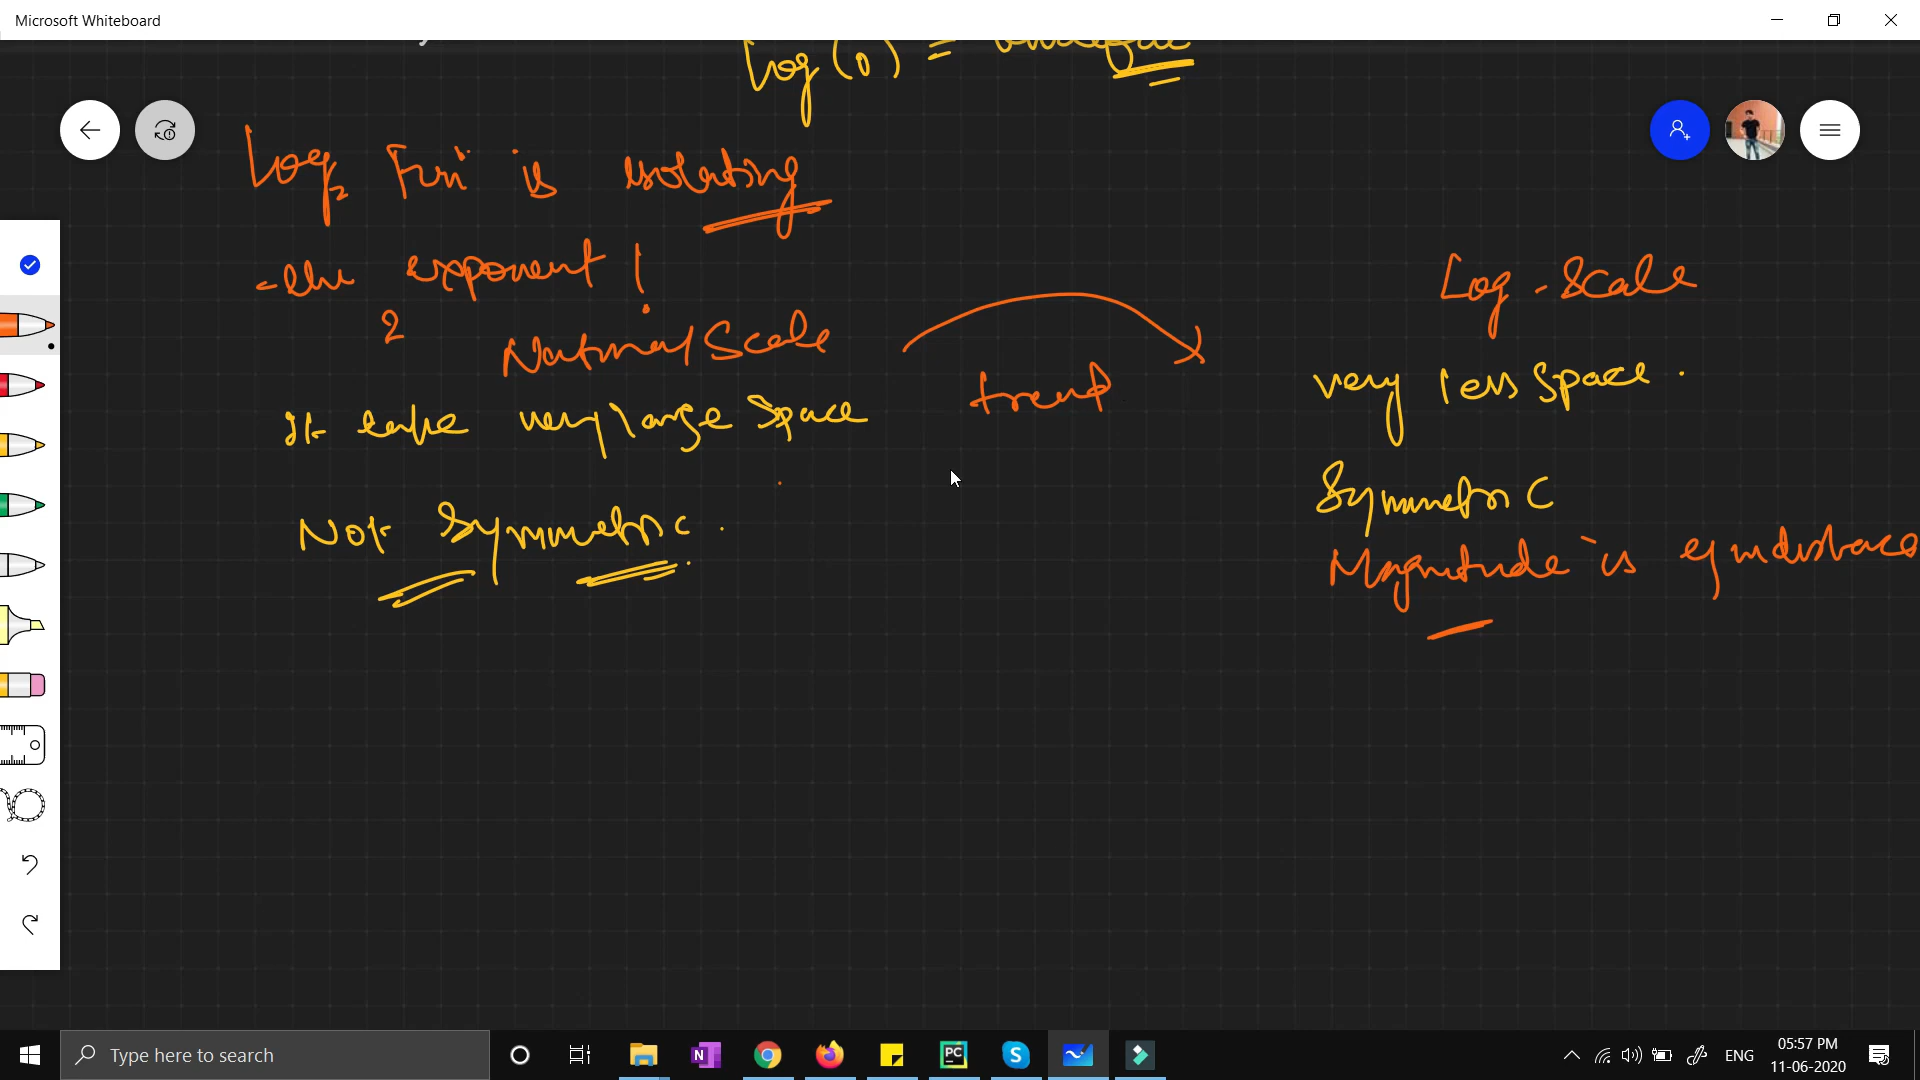 Microsoft Whiteboard
Log(0) =
Log₂ Fun is isolating
the exponent !
2
Natural Scale
Log-Scale
trend
It take very large Space
very less Space.
Not Symmetric.
Symmetric
Magnitude is equidistance
Type here to search
ENG
05:57 PM
11-06-2020